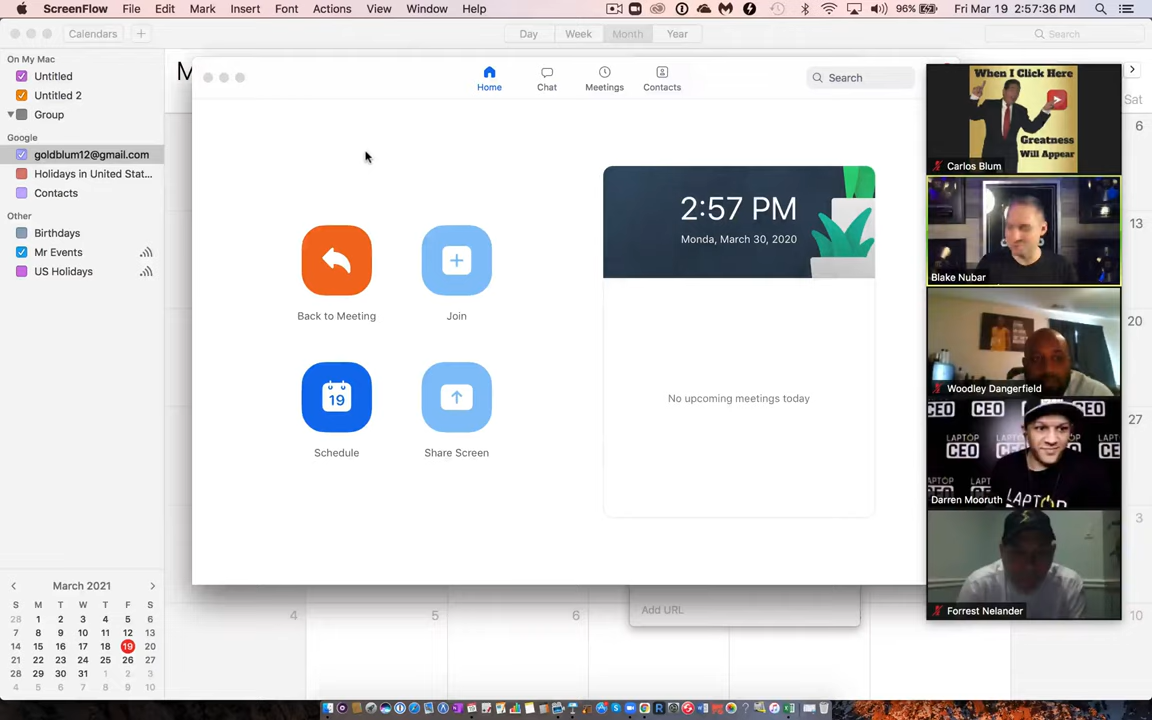 ScreenFlow File Edit Mark Insert Font Actions View Window Help 96% Fri Mar 19 2:57:36 PM
Calendars + Day Week Month Year Search
On My Mac
Untitled
Untitled 2
Group
Google
goldblum12@gmail.com
Holidays in United Stat...
Contacts
Other
Birthdays
Mr Events
US Holidays
March 2021
S M T W T F S
28 1 2 3 4 5 6
7 8 9 10 11 12 13
14 15 16 17 18 19 20
21 22 23 24 25 26 27
28 29 30 31 1 2 3
4 5 6 7 8 9 10
M
Home Chat Meetings Contacts Search
Back to Meeting
Join
19
Schedule
Share Screen
2:57 PM
Monda, March 30, 2020
No upcoming meetings today
Add URL
4 5 6
When I Click Here
Greatness
Will Appear
Carlos Blum
Blake Nubar
Woodley Dangerfield
CEO
LAPTOP
CEO
Darren Mooruth
Forrest Nelander
Sat
6
13
20
27
3
10